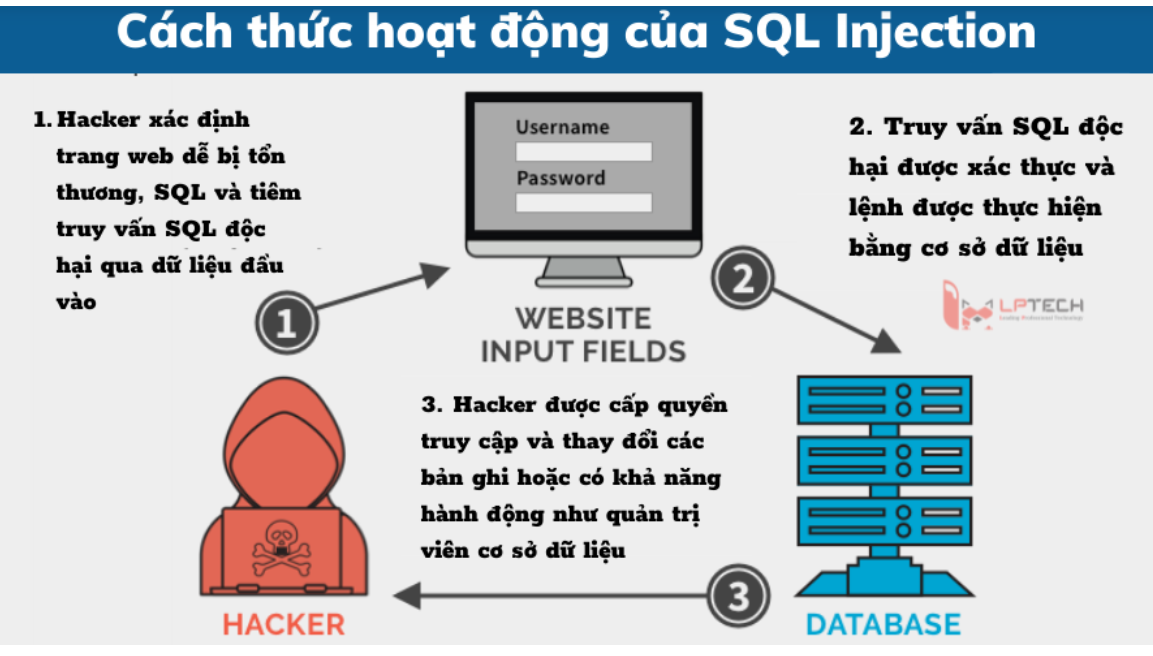 Cách thức hoạt động của SQL Injection
1. Hacker xác định
trang web dễ bị tổn
thương, SQL và tiêm
truy vấn SQL độc
hại qua dữ liệu đầu
vào
Username
Password
2. Truy vấn SQL độc
hại được xác thực và
lệnh được thực hiện
bằng cơ sở dữ liệu
LPTECH
Leading Professional Technology
1
2
WEBSITE
INPUT FIELDS
3. Hacker được cấp quyền
truy cập và thay đổi các
bản ghi hoặc có khả năng
hành động như quản trị
viên cơ sở dữ liệu
3
HACKER
DATABASE